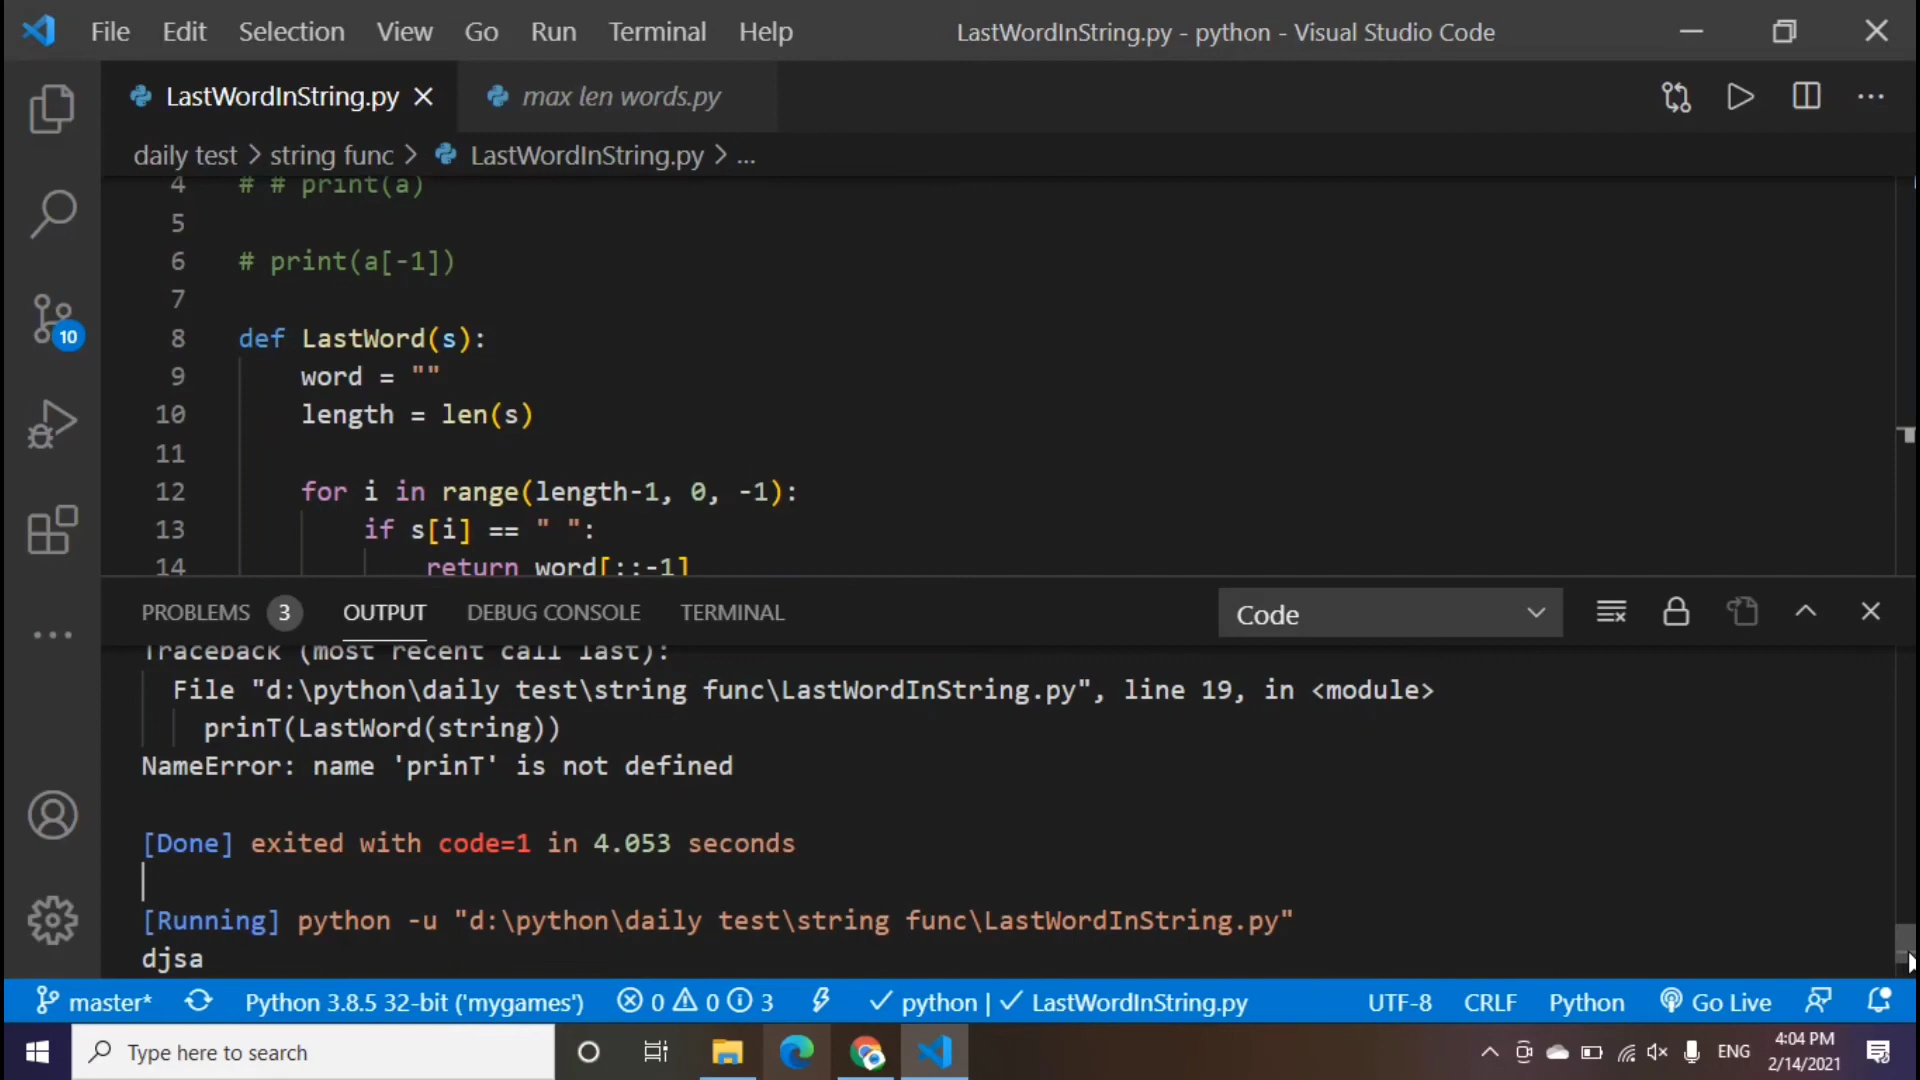 File Edit Selection View Go Run Terminal Help LastWordInString.py - python - Visual Studio Code
LastWordInString.py max len words.py
daily test > string func > LastWordInString.py > ...
4 # # print(a)
5
6 # print(a[-1])
7
8 def LastWord(s):
9 word = ""
10 length = len(s)
11
12 for i in range(length-1, 0, -1):
13 if s[i] == " ":
14 return word[::-1]
10
PROBLEMS 3 OUTPUT DEBUG CONSOLE TERMINAL Code
Traceback (most recent call last):
File "d:\python\daily test\string func\LastWordInString.py", line 19, in <module>
prinT(LastWord(string))
NameError: name 'prinT' is not defined
[Done] exited with code=1 in 4.053 seconds
[Running] python -u "d:\python\daily test\string func\LastWordInString.py"
djsa
master* Python 3.8.5 32-bit ('mygames') 0 0 3 python | LastWordInString.py UTF-8 CRLF Python Go Live
Type here to search ENG 4:04 PM
2/14/2021